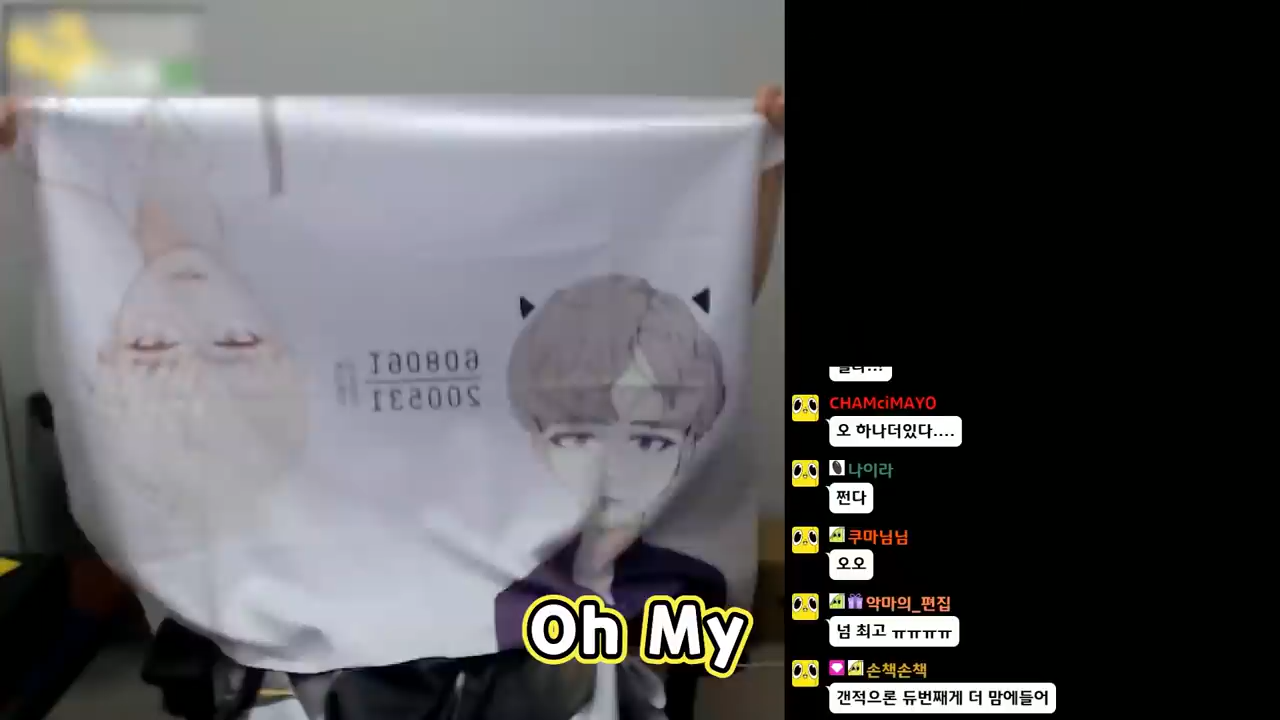 608061
200531
Oh My
CHAMciMAYO
오 하나더있다....
나이라
쩐다
쿠마님님
오오
악마의_편집
넘 최고 ㅠㅠㅠㅠ
손책손책
갠적으론 듀번째게 더 맘에들어